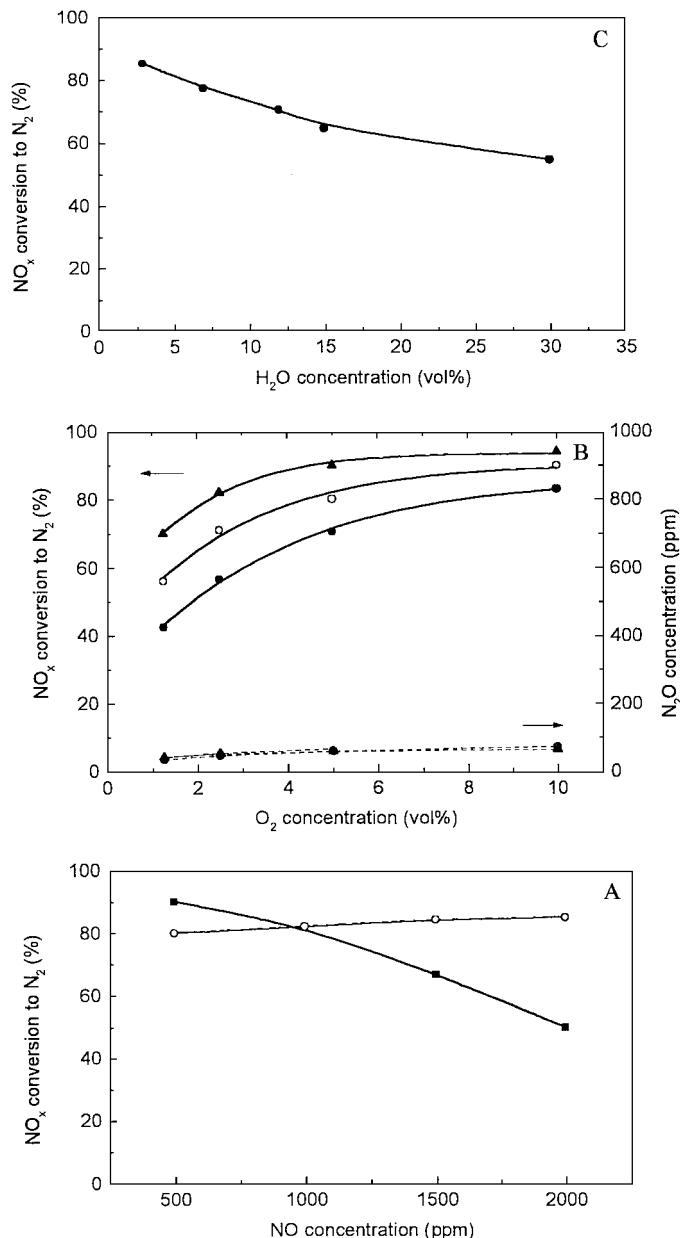 C
NOx conversion to N2 (%)
100
80
60
40
20
0
0 5 10 15 20 25 30 35
H2O concentration (vol%)
B
NOx conversion to N2 (%)
100
80
60
40
20
0
1000
800
600
400
200
0
N2O concentration (ppm)
0 2 4 6 8 10
O2 concentration (vol%)
A
NOx conversion to N2 (%)
100
80
60
40
20
0
500 1000 1500 2000
NO concentration (ppm)